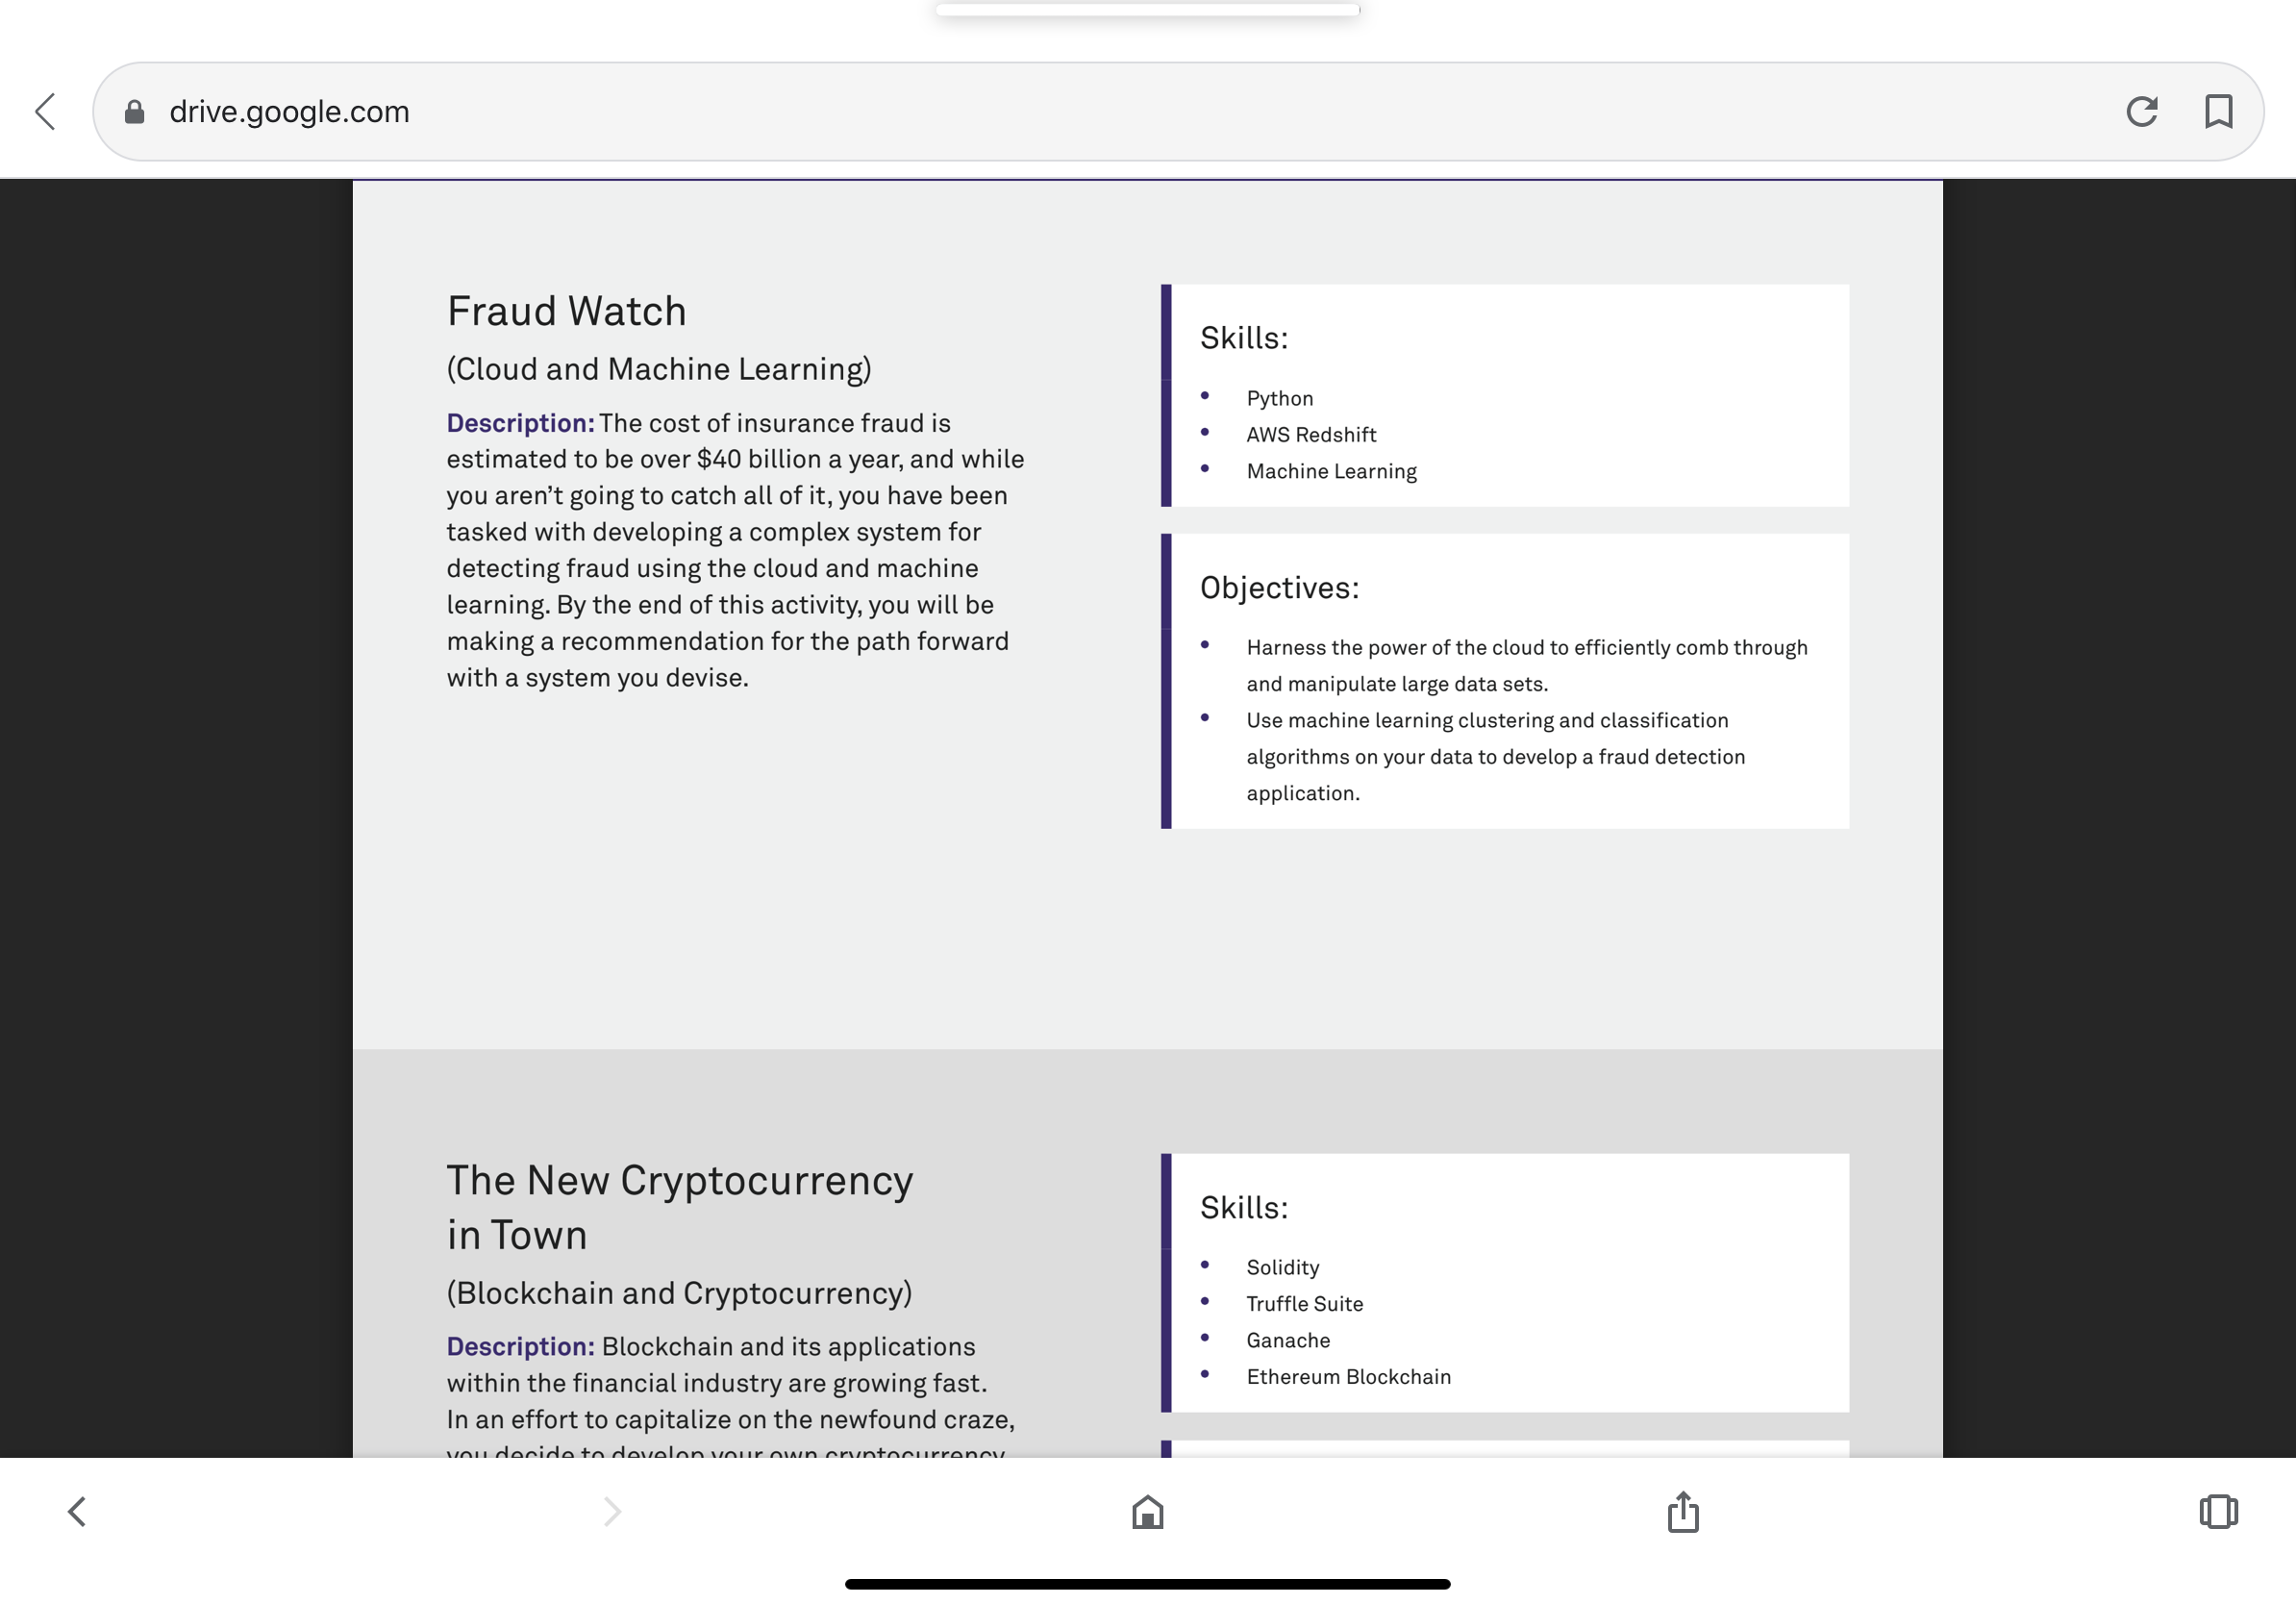 drive.google.com
Fraud Watch
(Cloud and Machine Learning)
Description: The cost of insurance fraud is
estimated to be over $40 billion a year, and while
you aren’t going to catch all of it, you have been
tasked with developing a complex system for
detecting fraud using the cloud and machine
learning. By the end of this activity, you will be
making a recommendation for the path forward
with a system you devise.
Skills:
• Python
• AWS Redshift
• Machine Learning
Objectives:
• Harness the power of the cloud to efficiently comb through
and manipulate large data sets.
• Use machine learning clustering and classification
algorithms on your data to develop a fraud detection
application.
The New Cryptocurrency
in Town
(Blockchain and Cryptocurrency)
Description: Blockchain and its applications
within the financial industry are growing fast.
In an effort to capitalize on the newfound craze,
you decide to develop your own cryptocurrency
Skills:
• Solidity
• Truffle Suite
• Ganache
• Ethereum Blockchain